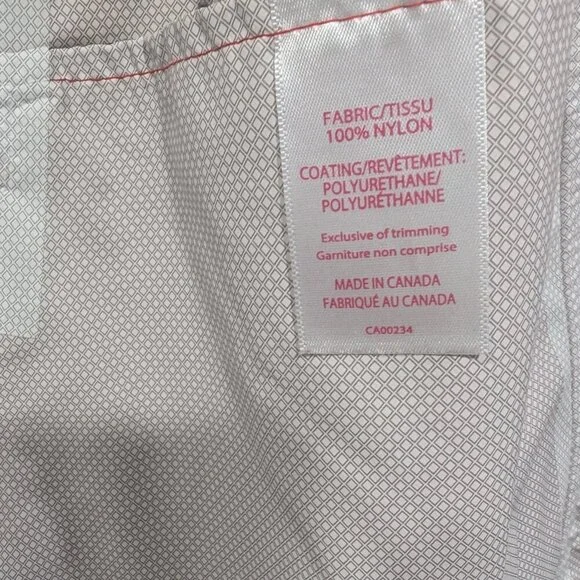 FABRIC/TISSU
100% NYLON
COATING/REVÊTEMENT:
POLYURETHANE/
POLYURÉTHANNE
Exclusive of trimming
Garniture non comprise
MADE IN CANADA
FABRIQUÉ AU CANADA
CA00234